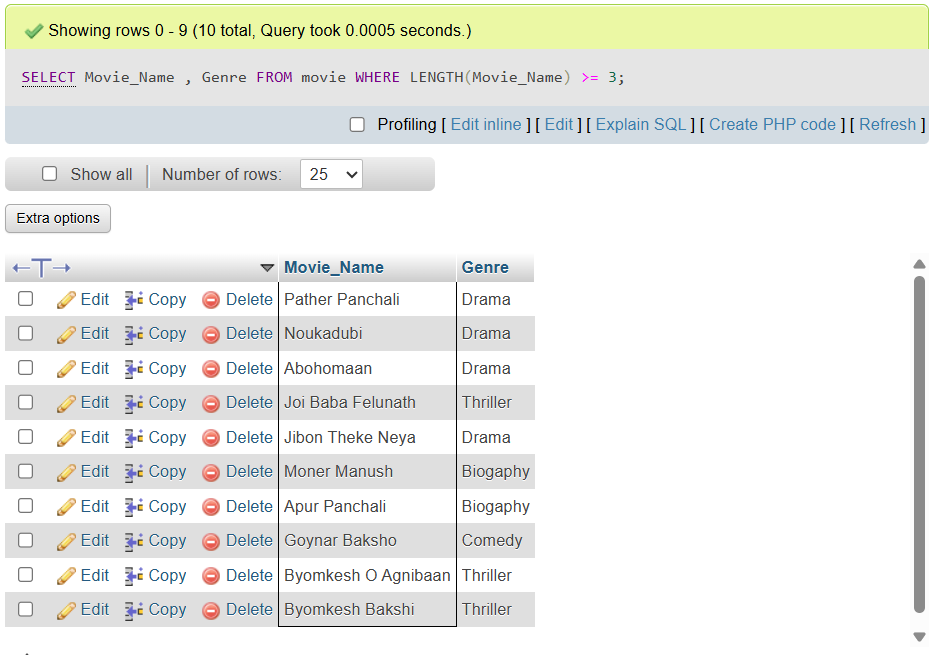 Showing rows 0 - 9 (10 total, Query took 0.0005 seconds.)
SELECT Movie_Name , Genre FROM movie WHERE LENGTH(Movie_Name) >= 3;
Profiling [ Edit inline ] [ Edit ] [ Explain SQL ] [ Create PHP code ] [ Refresh ]
Show all | Number of rows: 25
Extra options
←T→ Movie_Name Genre
Edit Copy Delete Pather Panchali Drama
Edit Copy Delete Noukadubi Drama
Edit Copy Delete Abohomaan Drama
Edit Copy Delete Joi Baba Felunath Thriller
Edit Copy Delete Jibon Theke Neya Drama
Edit Copy Delete Moner Manush Biogaphy
Edit Copy Delete Apur Panchali Biogaphy
Edit Copy Delete Goynar Baksho Comedy
Edit Copy Delete Byomkesh O Agnibaan Thriller
Edit Copy Delete Byomkesh Bakshi Thriller